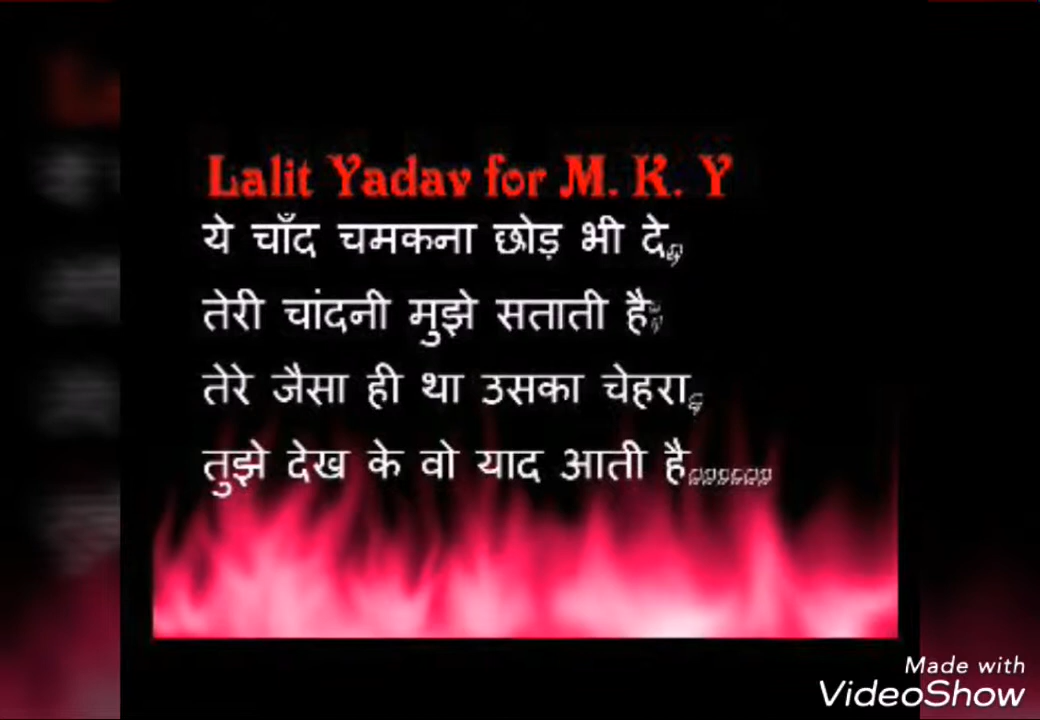 Lalit Yadav for M. K. Y
ये चाँद चमकना छोड़ भी दे,,
तेरी चांदनी मुझे सताती है
तेरे जैसा ही था उसका चेहरा,
तुझे देख के वो याद आती है
Made with
VideoShow